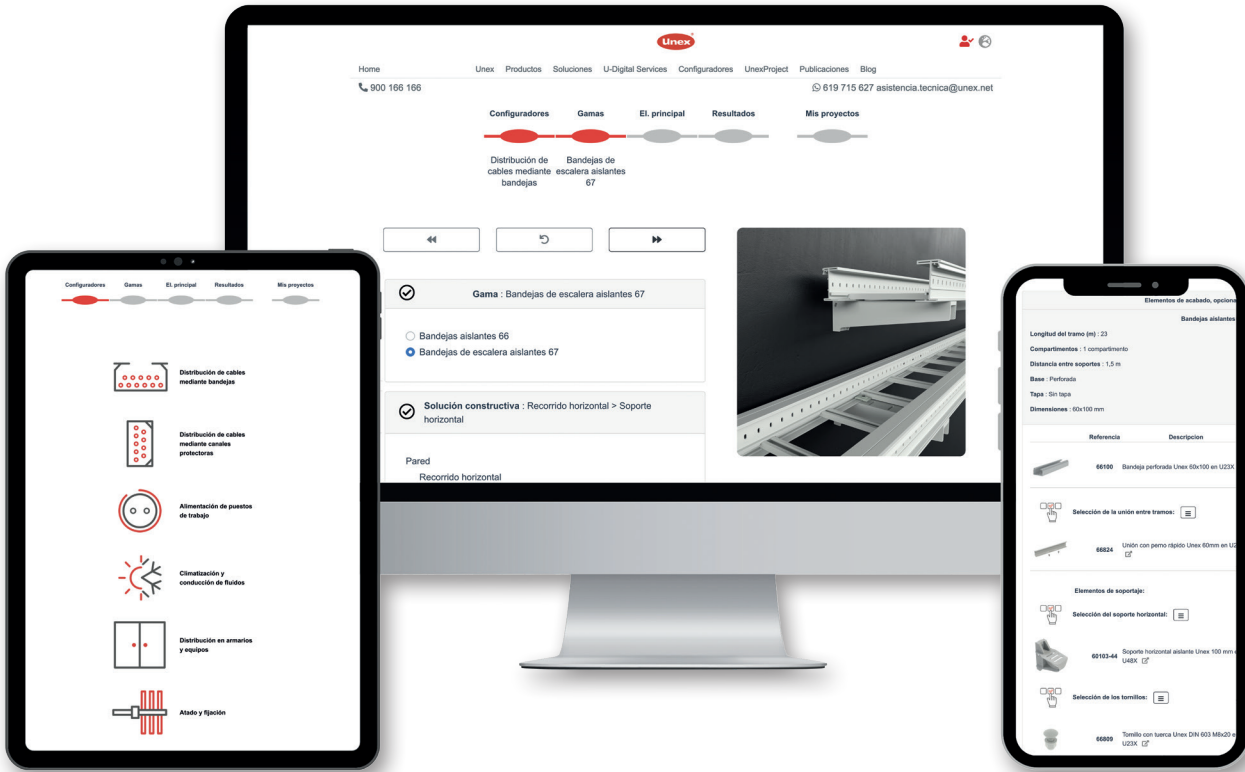 Unex
Home Unex Productos Soluciones U-Digital Services Configuradores UnexProject Publicaciones Blog
900 166 166
619 715 627 asistencia.tecnica@unex.net
Configuradores Gamas El. principal Resultados Mis proyectos
Distribución de
cables mediante
bandejas
Bandejas de
escalera aislantes
67
Gama : Bandejas de escalera aislantes 67
Bandejas aislantes 66
Bandejas de escalera aislantes 67
Solución constructiva : Recorrido horizontal > Soporte
horizontal
Pared
Recorrido horizontal
Configuradores Gamas El. principal Resultados Mis proyectos
Distribución de cables
mediante bandejas
Distribución de cables
mediante canales
protectoras
Alimentación de puestos
de trabajo
Climatización y
conducción de fluidos
Distribución en armarios
y equipos
Atado y fijación
Elementos de acabado, opciona
Bandejas aislantes
Longitud del tramo (m) : 23
Compartimentos : 1 compartimento
Distancia entre soportes : 1,5 m
Base : Perforada
Tapa : Sin tapa
Dimensiones : 60x100 mm
Referencia Descripcion
66100 Bandeja perforada Unex 60x100 en U23X
Selección de la unión entre tramos:
66824 Unión con perno rápido Unex 60mm en U2
Elementos de soportaje:
Selección del soporte horizontal:
60103-44 Soporte horizontal aislante Unex 100 mm e
U48X
Selección de los tornillos:
66809 Tornillo con tuerca Unex DIN 603 M8x20 e
U23X